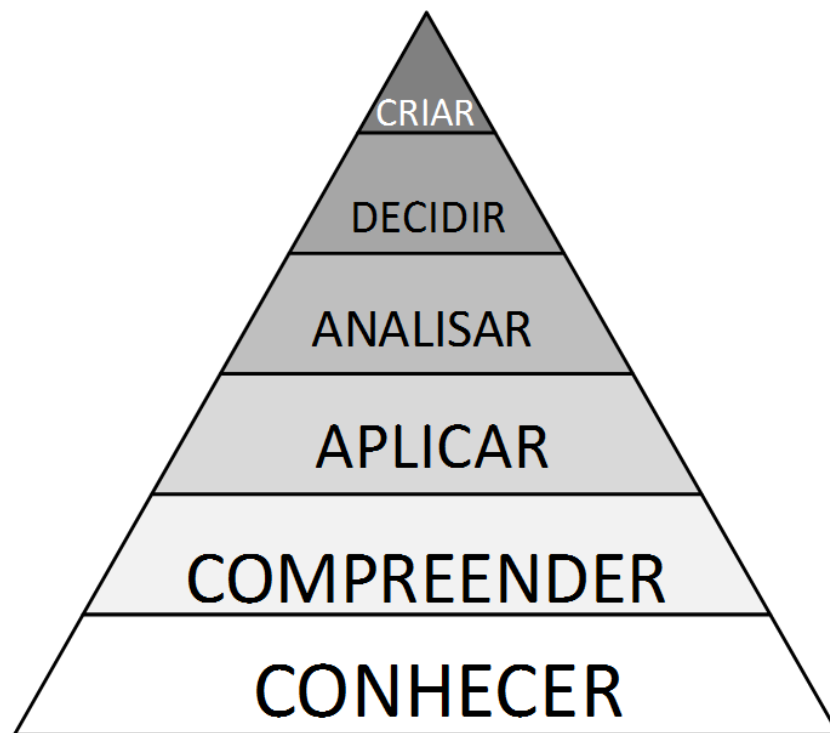 CRIAR
DECIDIR
ANALISAR
APLICAR
COMPREENDER
CONHECER